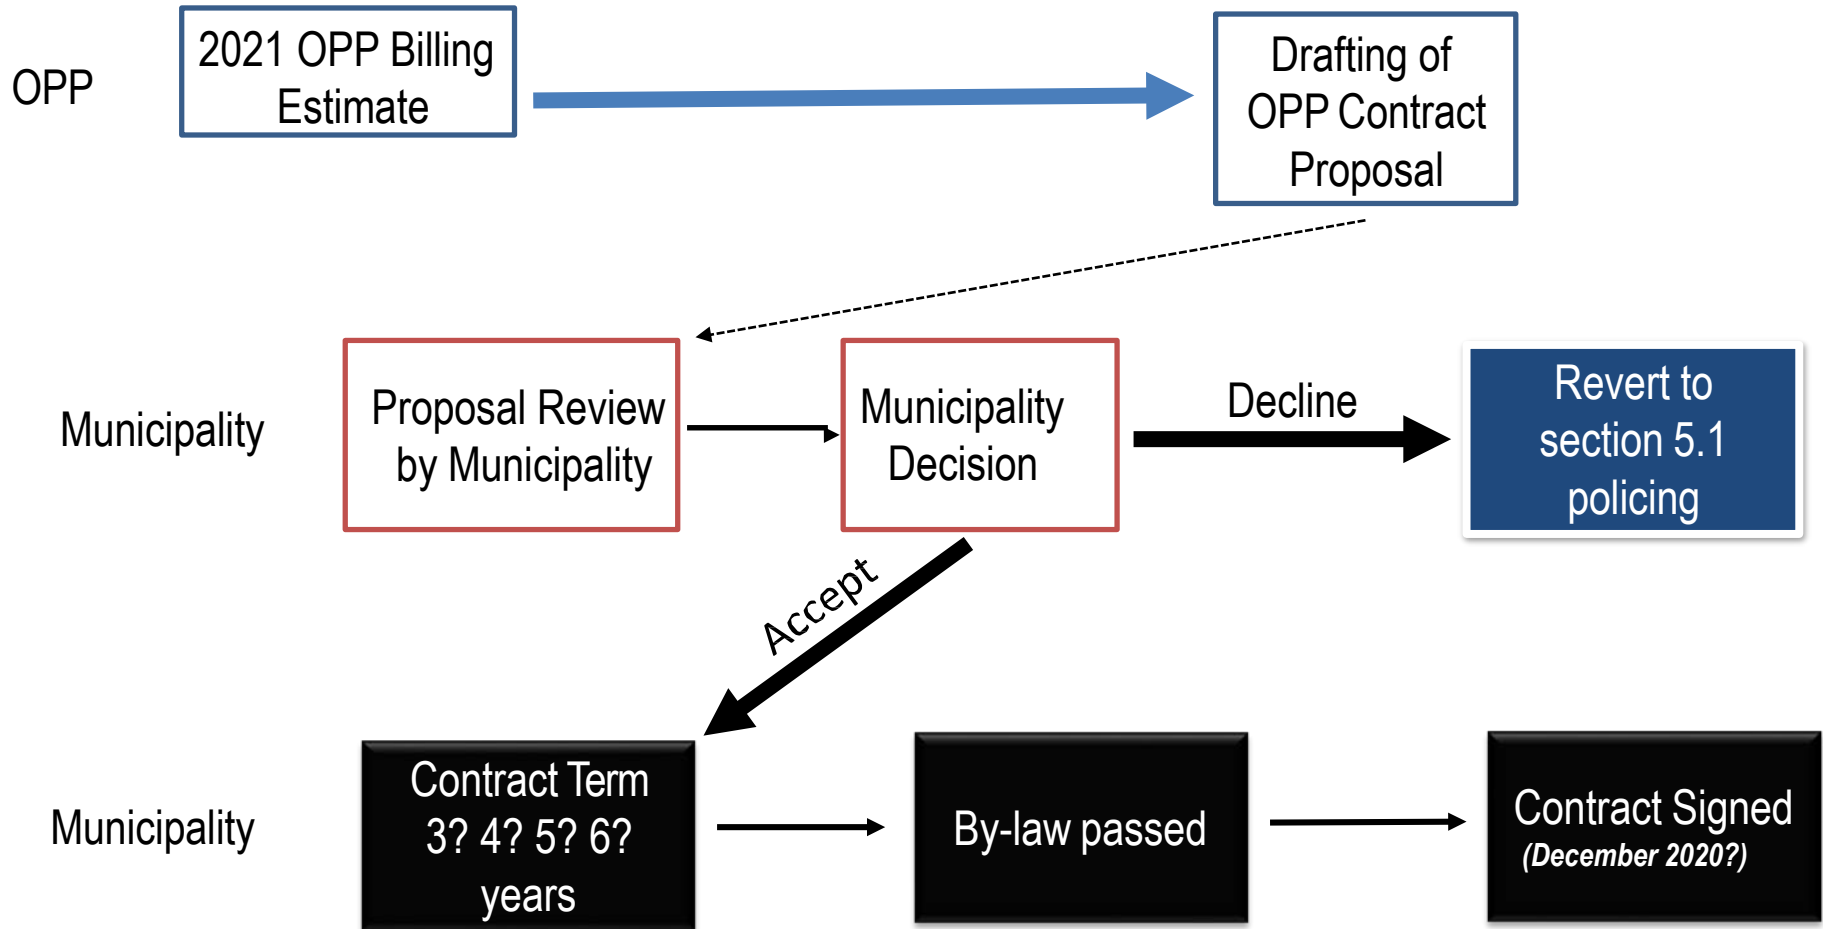 OPP
2021 OPP Billing
Estimate
Drafting of
OPP Contract
Proposal
Municipality
Proposal Review
by Municipality
Municipality
Decision
Decline
Revert to
section 5.1
policing
Accept
Municipality
Contract Term
3? 4? 5? 6?
years
By-law passed
Contract Signed
(December 2020?)